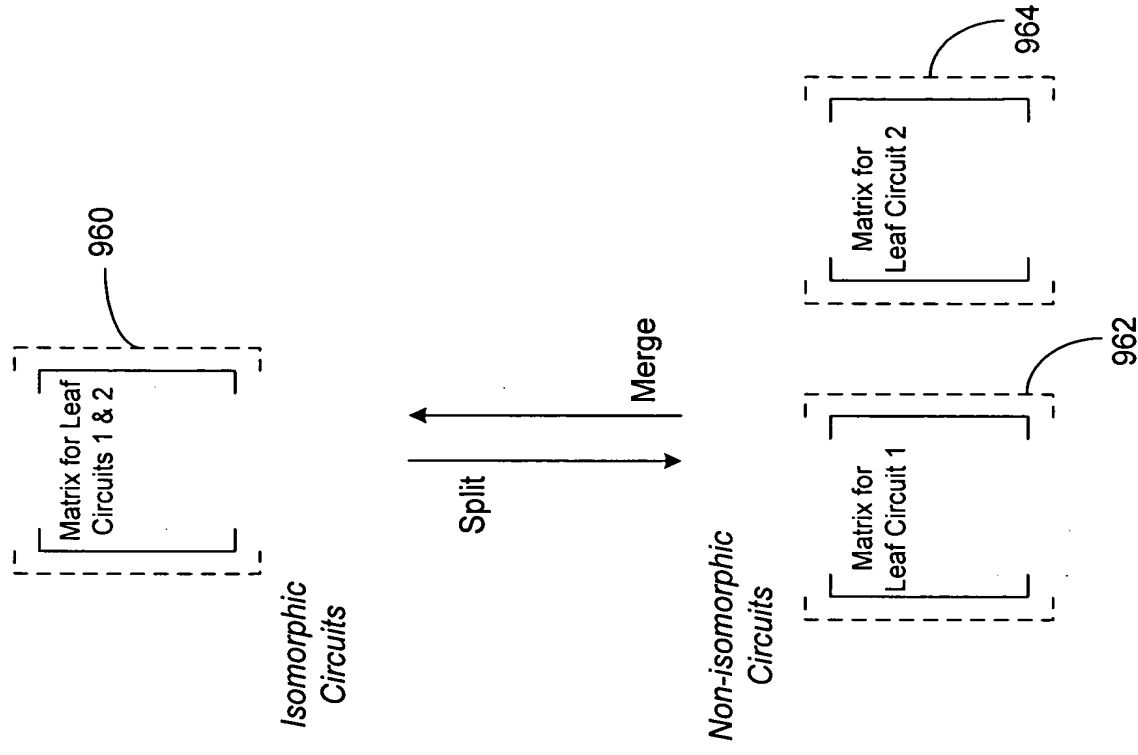 960
Matrix for Leaf
Circuits 1 & 2
Isomorphic
Circuits
Split
Merge
Non-isomorphic
Circuits
Matrix for
Leaf Circuit 1
962
Matrix for
Leaf Circuit 2
964